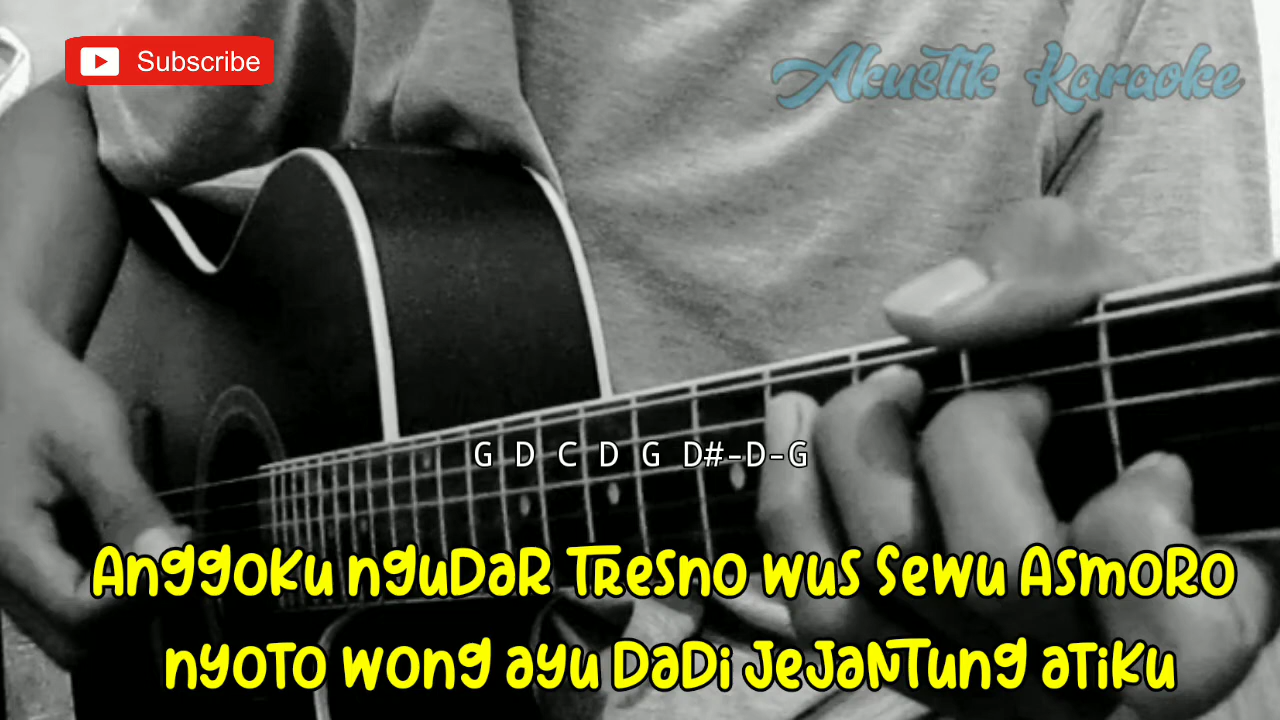 Subscribe
Akustik Karaoke
G D C D G D#-D-G
Anggoku ngudar Tresno wus sewu Asmoro
nyoto wong ayu dadi jejantung atiku